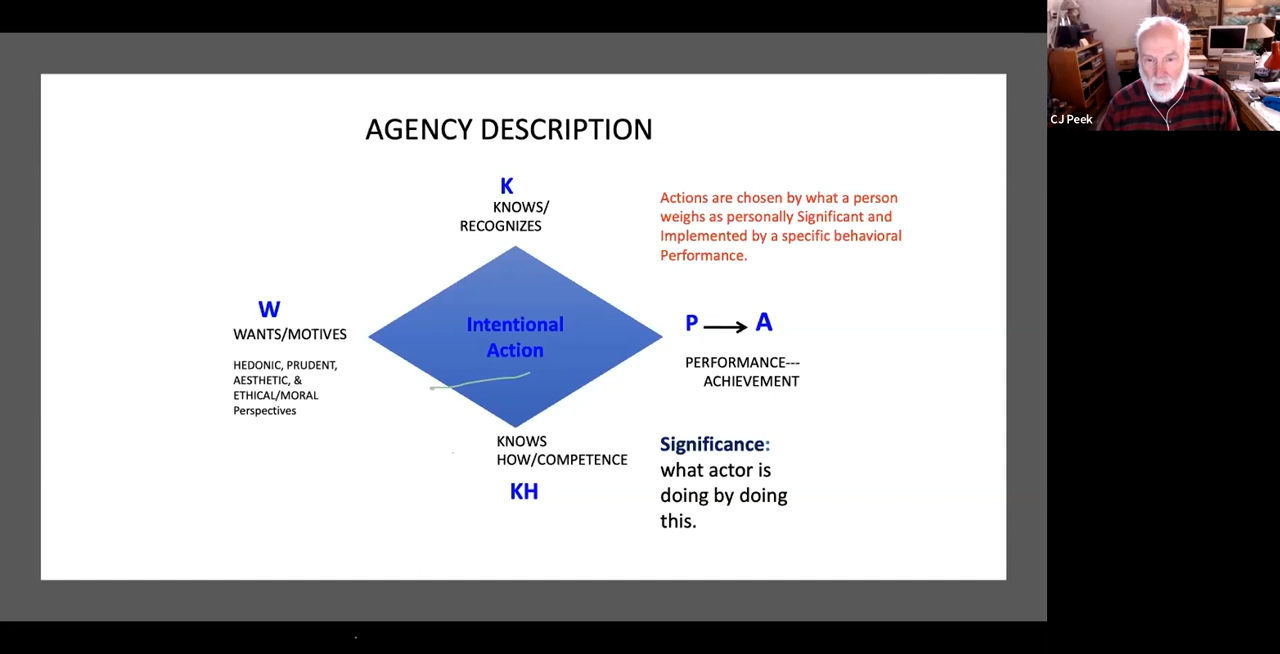 AGENCY DESCRIPTION
K
KNOWS/
RECOGNIZES
Actions are chosen by what a person
weighs as personally Significant and
Implemented by a specific behavioral
Performance.
W
WANTS/MOTIVES
HEDONIC, PRUDENT,
AESTHETIC, &
ETHICAL/MORAL
Perspectives
Intentional
Action
P A
PERFORMANCE---
ACHIEVEMENT
KNOWS
HOW/COMPETENCE
KH
Significance:
what actor is
doing by doing
this.
CJ Peek